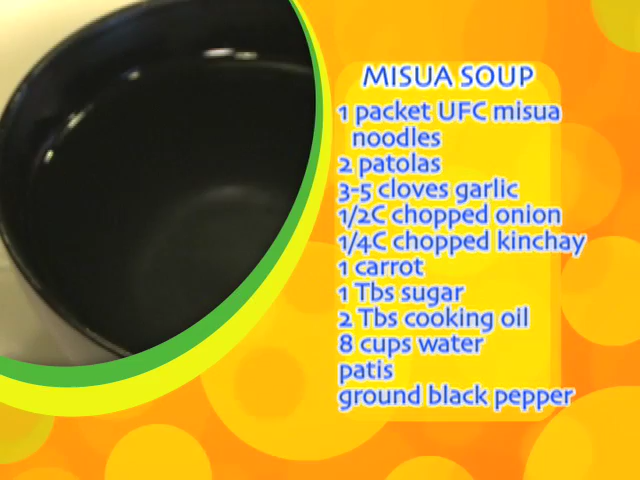 MISUA SOUP
1 packet UFC misua
noodles
2 patolas
3-5 cloves garlic
1/2C chopped onion
1/4C chopped kinchay
1 carrot
1 Tbs sugar
2 Tbs cooking oil
8 cups water
patis
ground black pepper